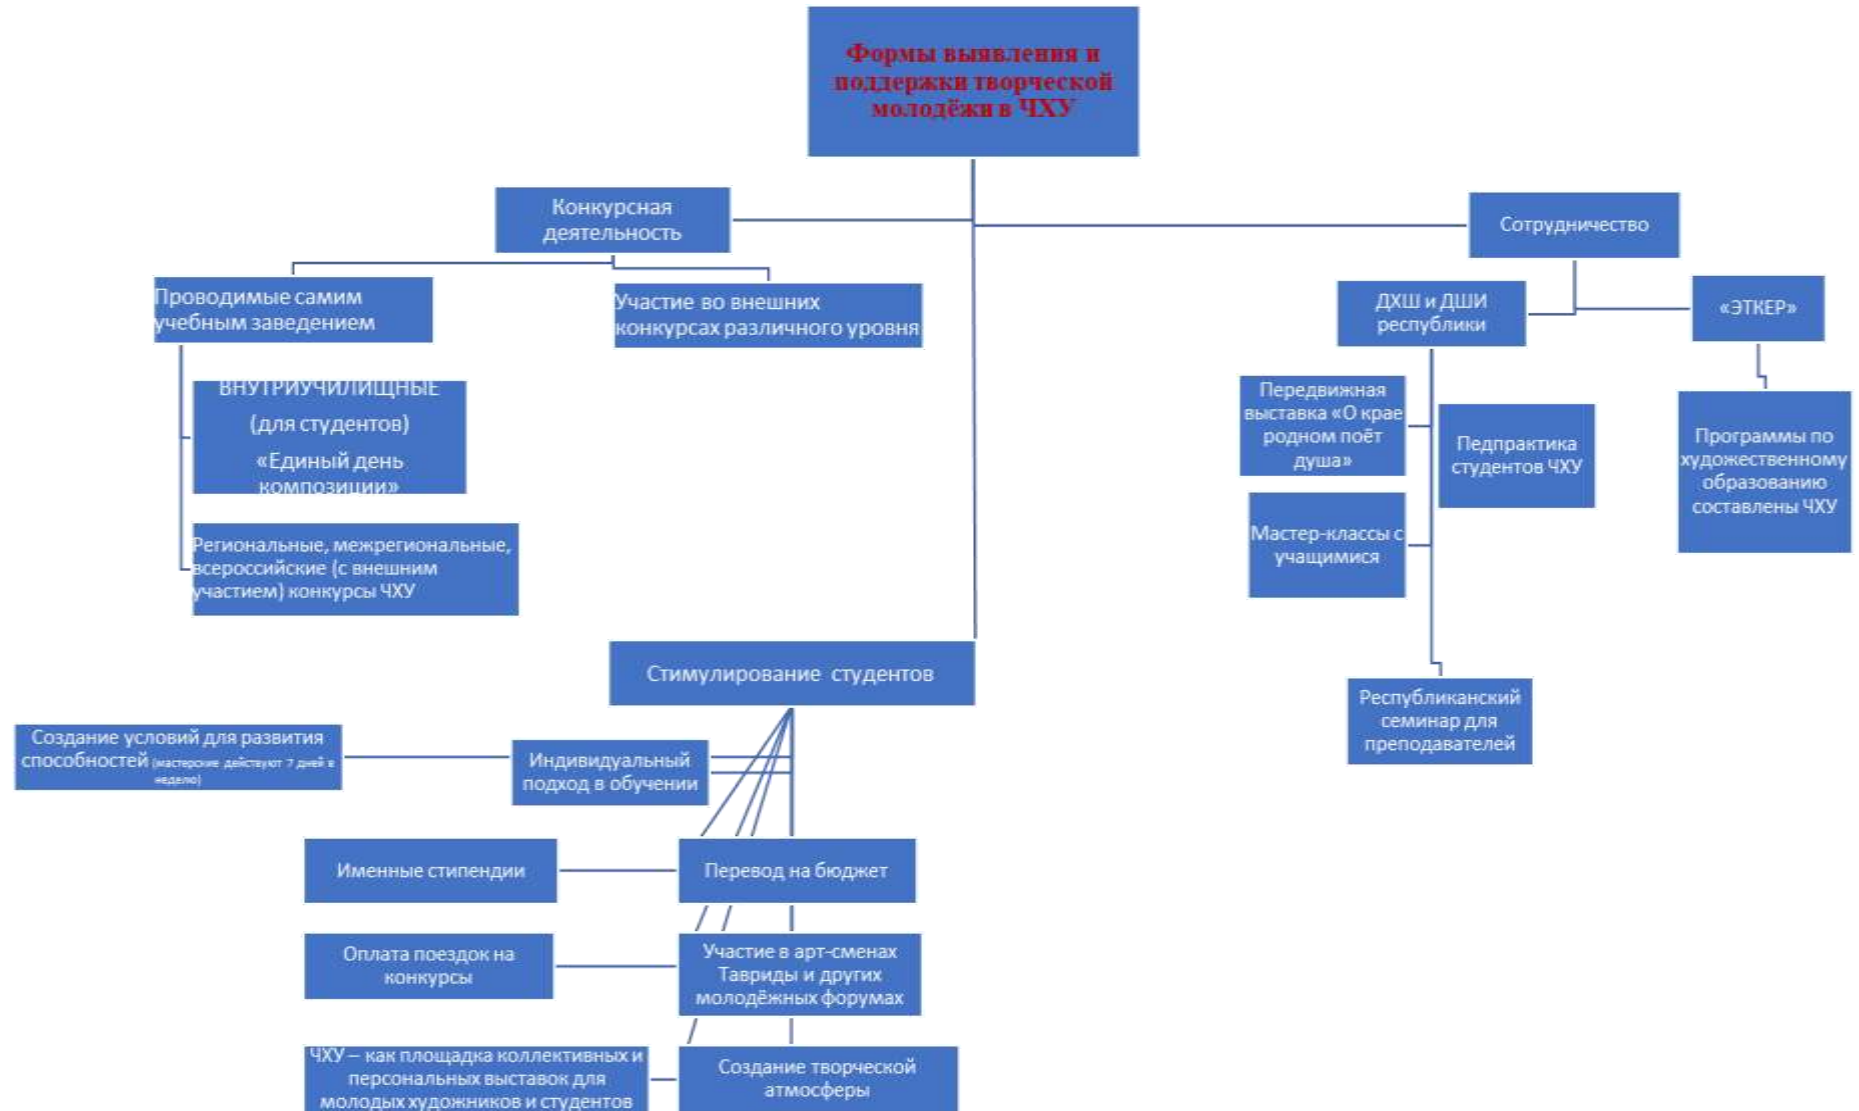 Формы выявления и
поддержки творческой
молодёжи в ЧХУ
Конкурсная
деятельность
Сотрудничество
Проводимые самим
учебным заведением
Участие во внешних
конкурсах различного уровня
ДХШ и ДШИ
республики
«ЭТКЕР»
ВНУТРИУЧИЛИЩНЫЕ
(для студентов)
«Единый день
композиции»
Региональные, межрегиональные,
всероссийские (с внешним
участием) конкурсы ЧХУ
Передвижная
выставка «О крае
родном поёт
душа»
Педпрактика
студентов ЧХУ
Программы по
художественному
образованию
составлены ЧХУ
Мастер-классы с
учащимися
Республиканский
семинар для
преподавателей
Стимулирование студентов
Создание условий для развития
способностей (мастерские действуют 7 дней в
неделю)
Индивидуальный
подход в обучении
Именные стипендии
Перевод на бюджет
Оплата поездок на
конкурсы
Участие в арт-сменах
Тавриды и других
молодёжных форумах
ЧХУ – как площадка коллективных и
персональных выставок для
молодых художников и студентов
Создание творческой
атмосферы